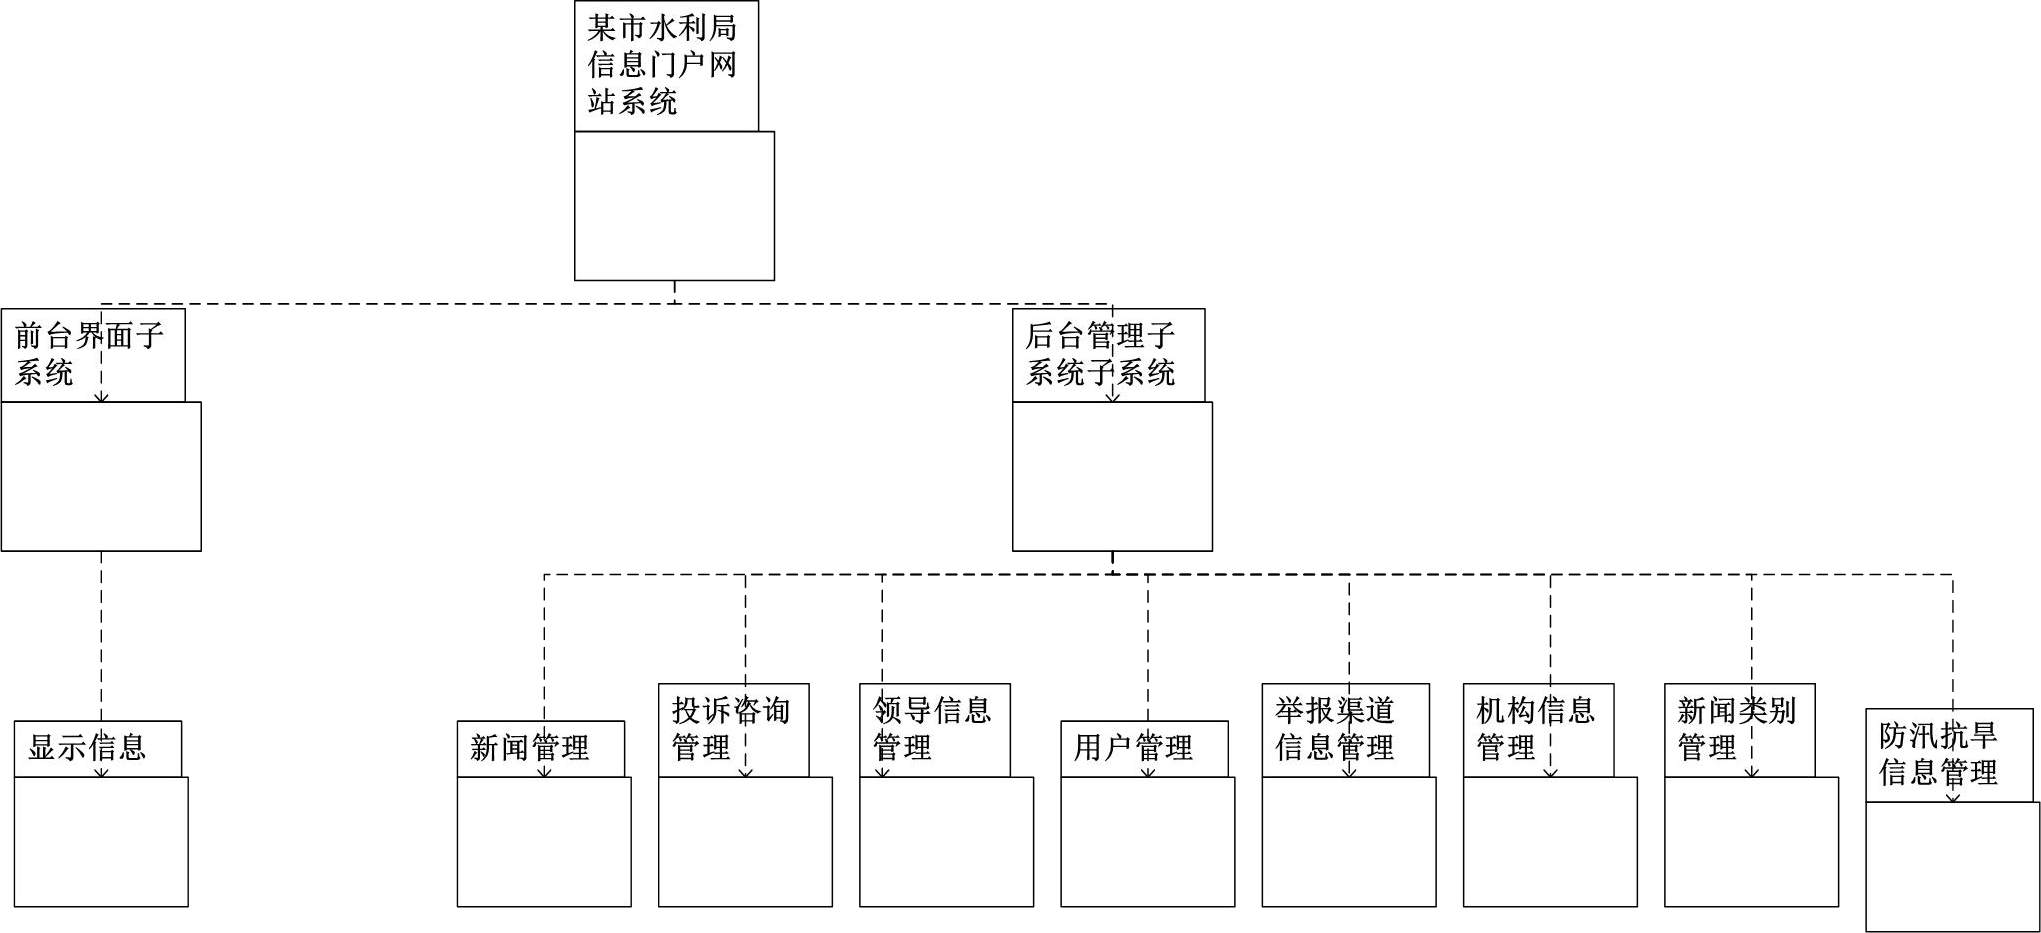 某市水利局
信息门户网
站系统
前台界面子
系统
后台管理子
系统子系统
显示信息
新闻管理
投诉咨询
管理
领导信息
管理
用户管理
举报渠道
信息管理
机构信息
管理
新闻类别
管理
防汛抗旱
信息管理